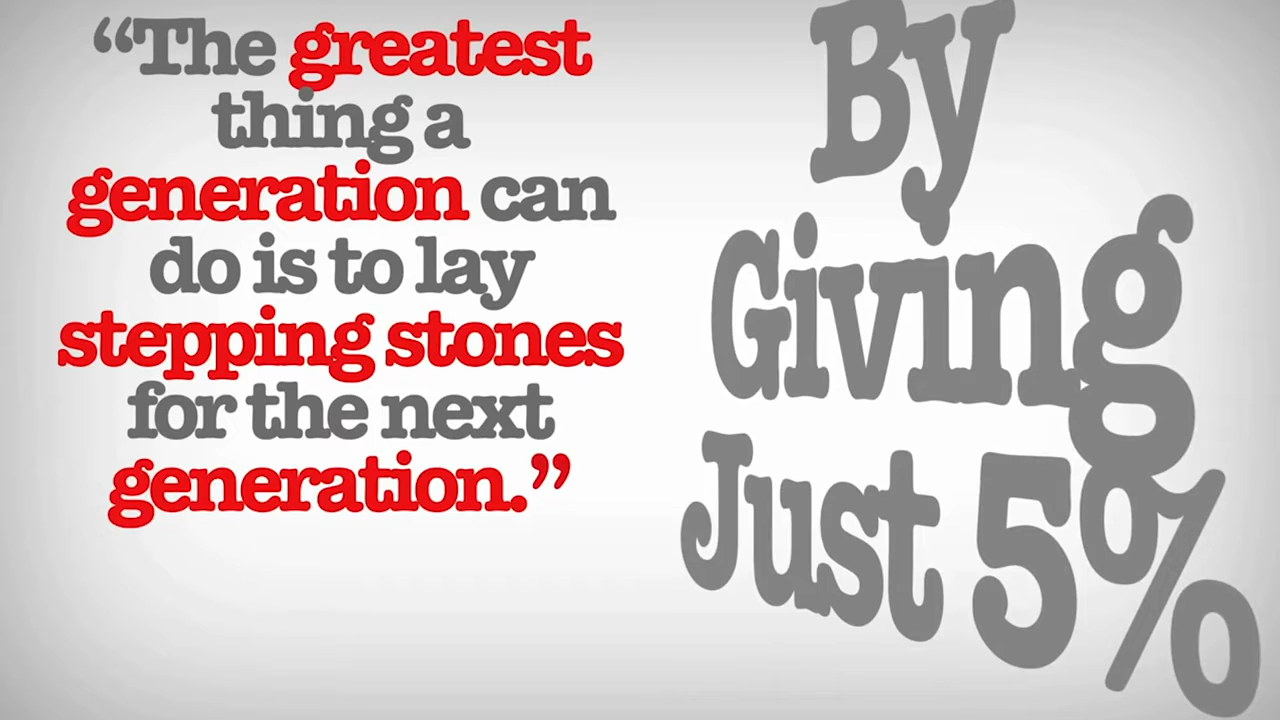 “The greatest
thing a
generation can
do is to lay
stepping stones
for the next
generation.”
By
Giving
Just 5%